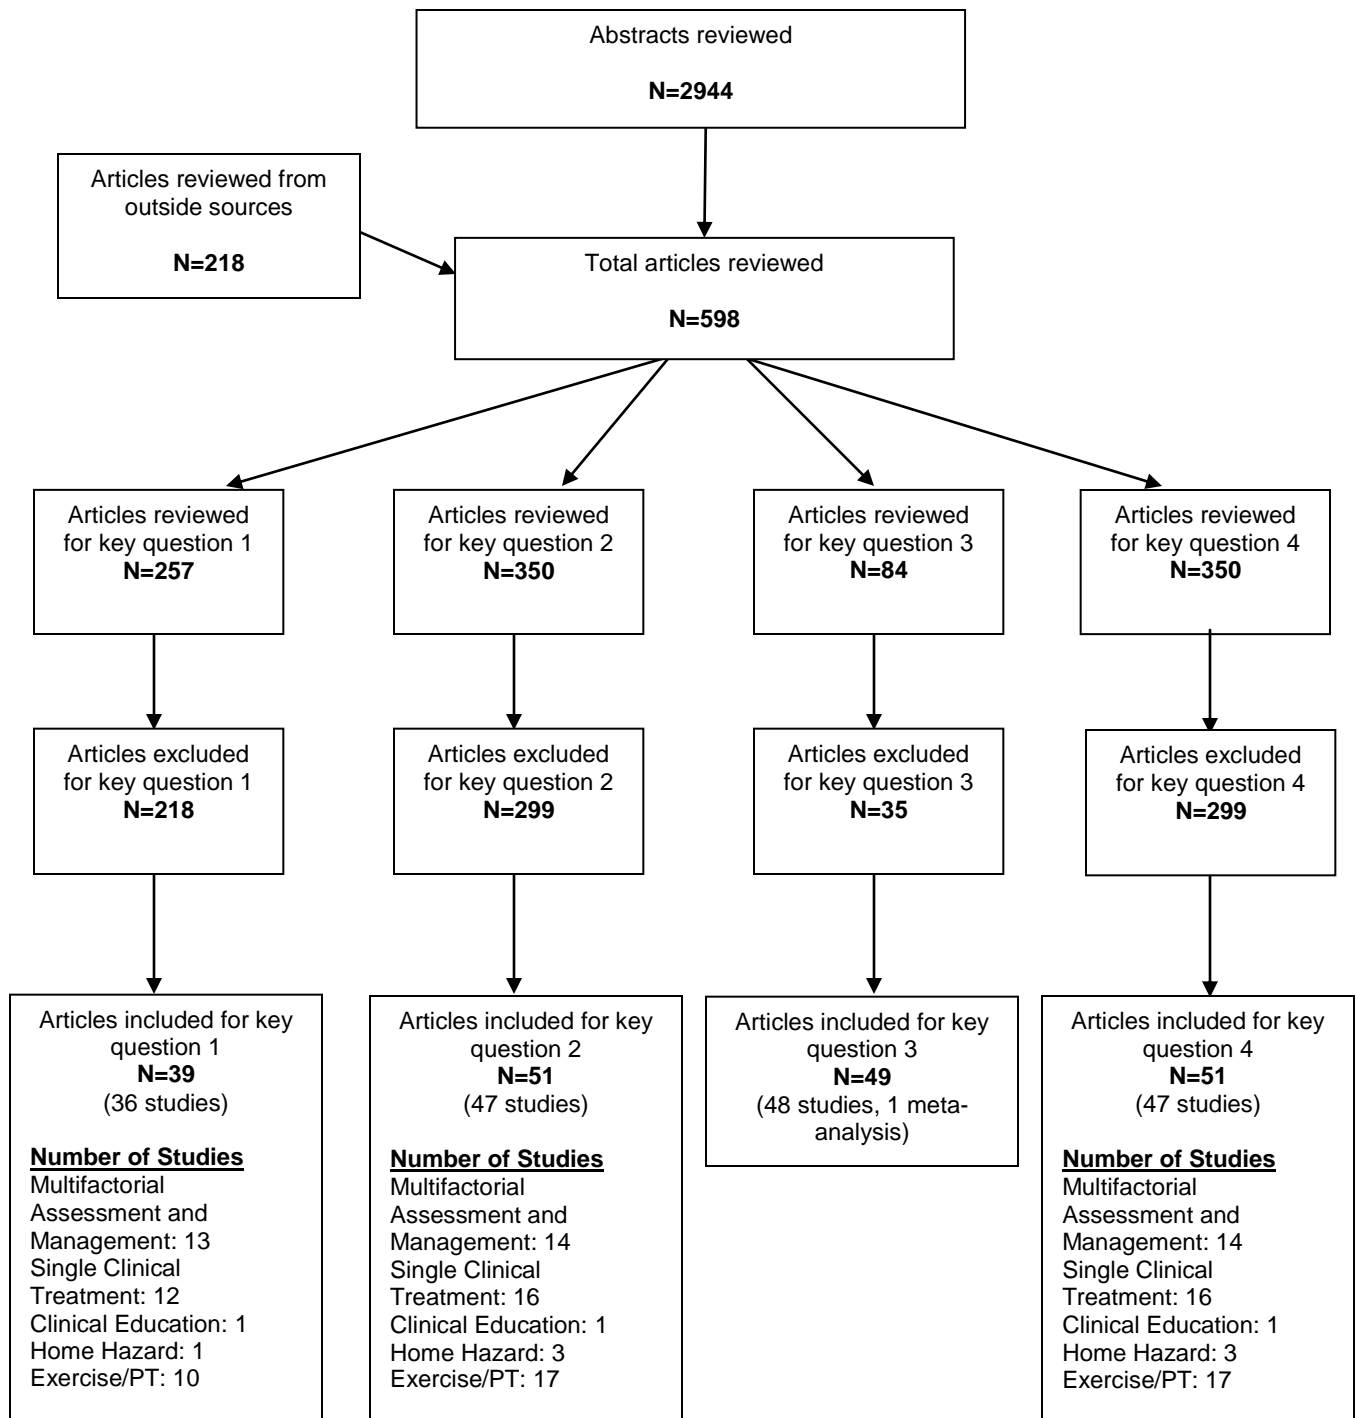 Abstracts reviewed
N=2944
Articles reviewed from
outside sources
N=218
Total articles reviewed
N=598
Articles reviewed
for key question 1
N=257
Articles reviewed
for key question 2
N=350
Articles reviewed
for key question 3
N=84
Articles reviewed
for key question 4
N=350
Articles excluded
for key question 1
N=218
Articles excluded
for key question 2
N=299
Articles excluded
for key question 3
N=35
Articles excluded
for key question 4
N=299
Articles included for key
question 1
N=39
(36 studies)
Number of Studies
Multifactorial
Assessment and
Management: 13
Single Clinical
Treatment: 12
Clinical Education: 1
Home Hazard: 1
Exercise/PT: 10
Articles included for key
question 2
N=51
(47 studies)
Number of Studies
Multifactorial
Assessment and
Management: 14
Single Clinical
Treatment: 16
Clinical Education: 1
Home Hazard: 3
Exercise/PT: 17
Articles included for key
question 3
N=49
(48 studies, 1 meta-
analysis)
Articles included for key
question 4
N=51
(47 studies)
Number of Studies
Multifactorial
Assessment and
Management: 14
Single Clinical
Treatment: 16
Clinical Education: 1
Home Hazard: 3
Exercise/PT: 17